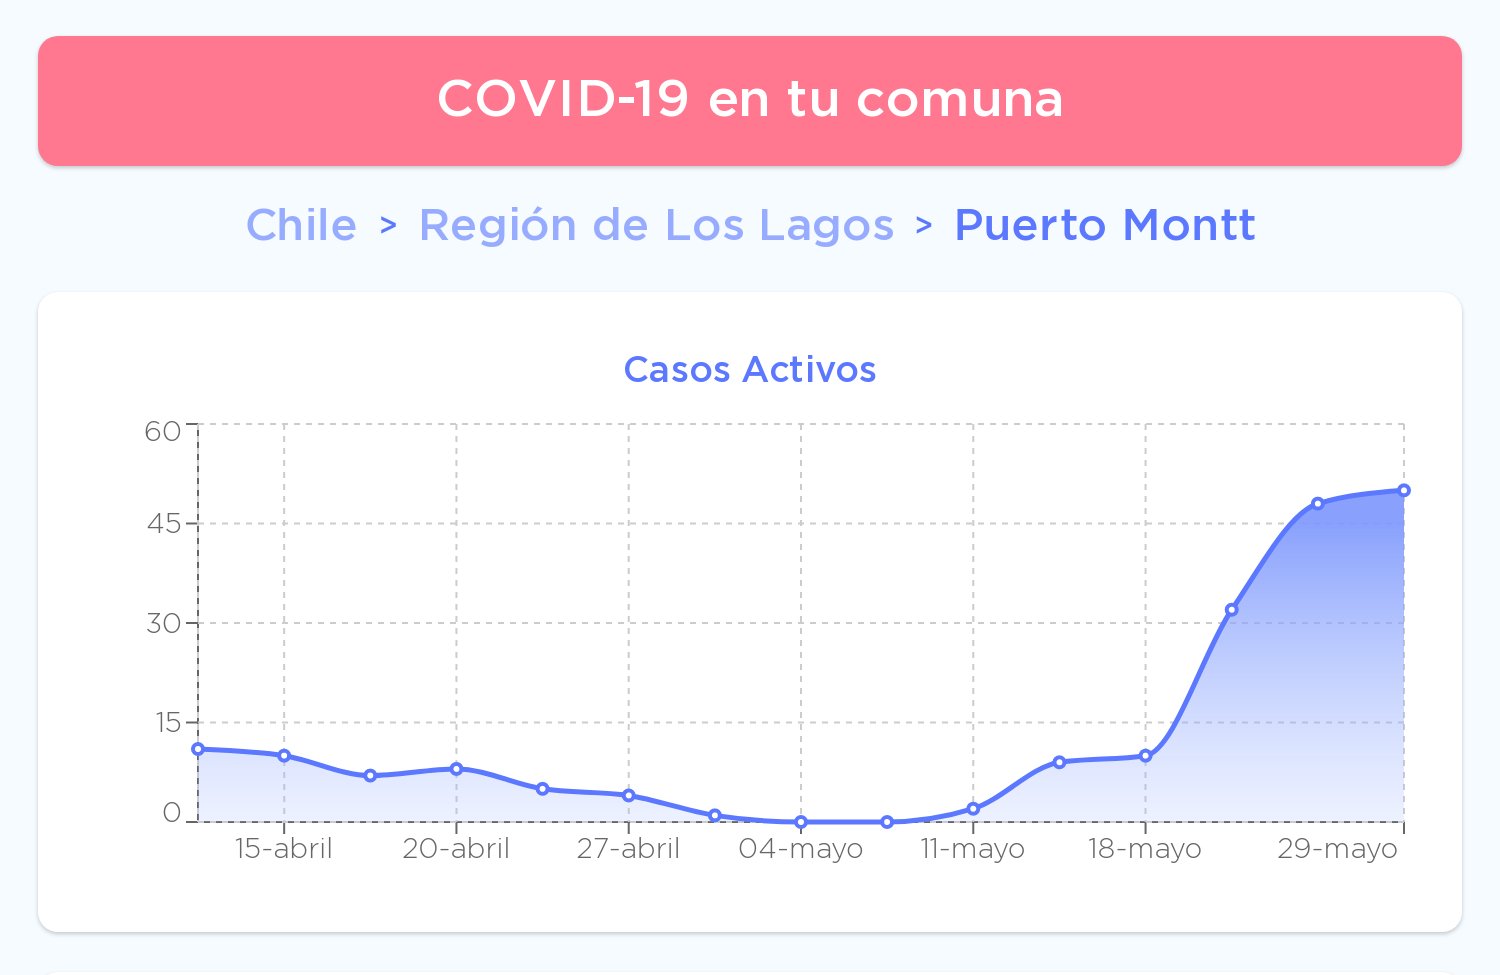 COVID-19 en tu comuna
Chile > Región de Los Lagos > Puerto Montt
Casos Activos
60
45
30
15
0
15-abril 20-abril 27-abril 04-mayo 11-mayo 18-mayo 29-mayo